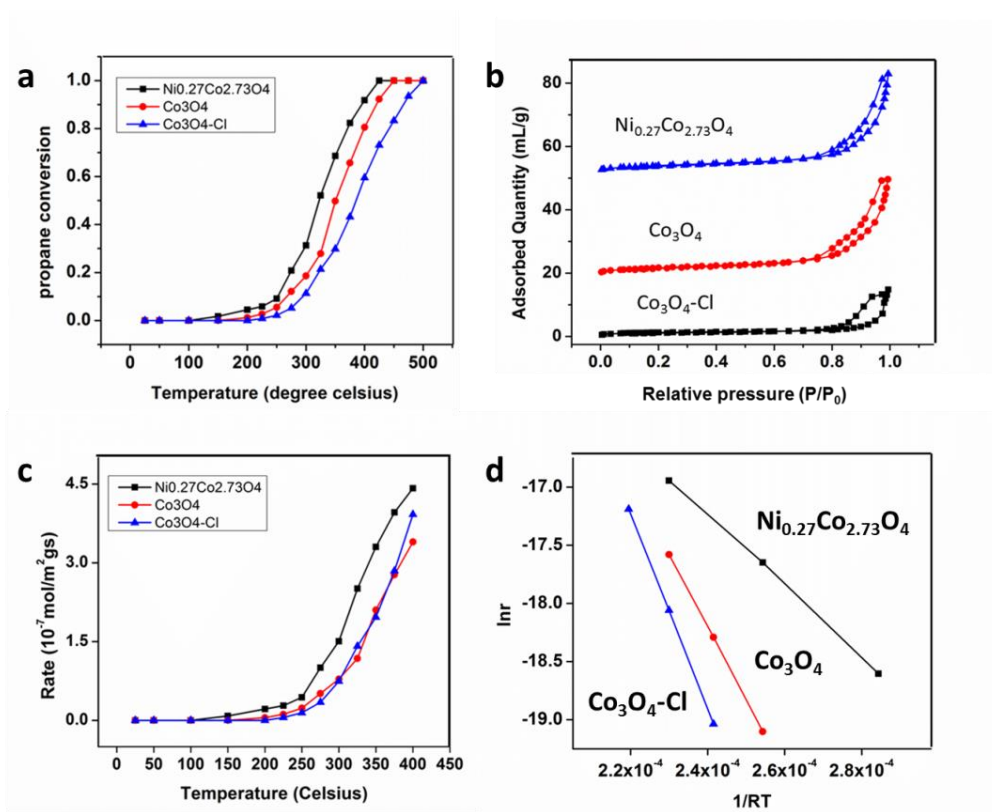 a
propane conversion
1.0
0.8
0.6
0.4
0.2
0.0
Ni0.27Co2.73O4
Co3O4
Co3O4-Cl
0 100 200 300 400 500
Temperature (degree celsius)
b
Adsorbed Quantity (mL/g)
80
60
40
20
0
Ni₀.₂₇Co₂.₇₃O₄
Co₃O₄
Co₃O₄-Cl
0.0 0.2 0.4 0.6 0.8 1.0
Relative pressure (P/P₀)
c
Rate (10⁻⁷mol/m²gs)
4.5
3.0
1.5
0.0
Ni0.27Co2.73O4
Co3O4
Co3O4-Cl
0 50 100 150 200 250 300 350 400 450
Temperature (Celsius)
d
lnr
-17.0
-17.5
-18.0
-18.5
-19.0
Ni₀.₂₇Co₂.₇₃O₄
Co₃O₄
Co₃O₄-Cl
2.2x10⁻⁴ 2.4x10⁻⁴ 2.6x10⁻⁴ 2.8x10⁻⁴
1/RT